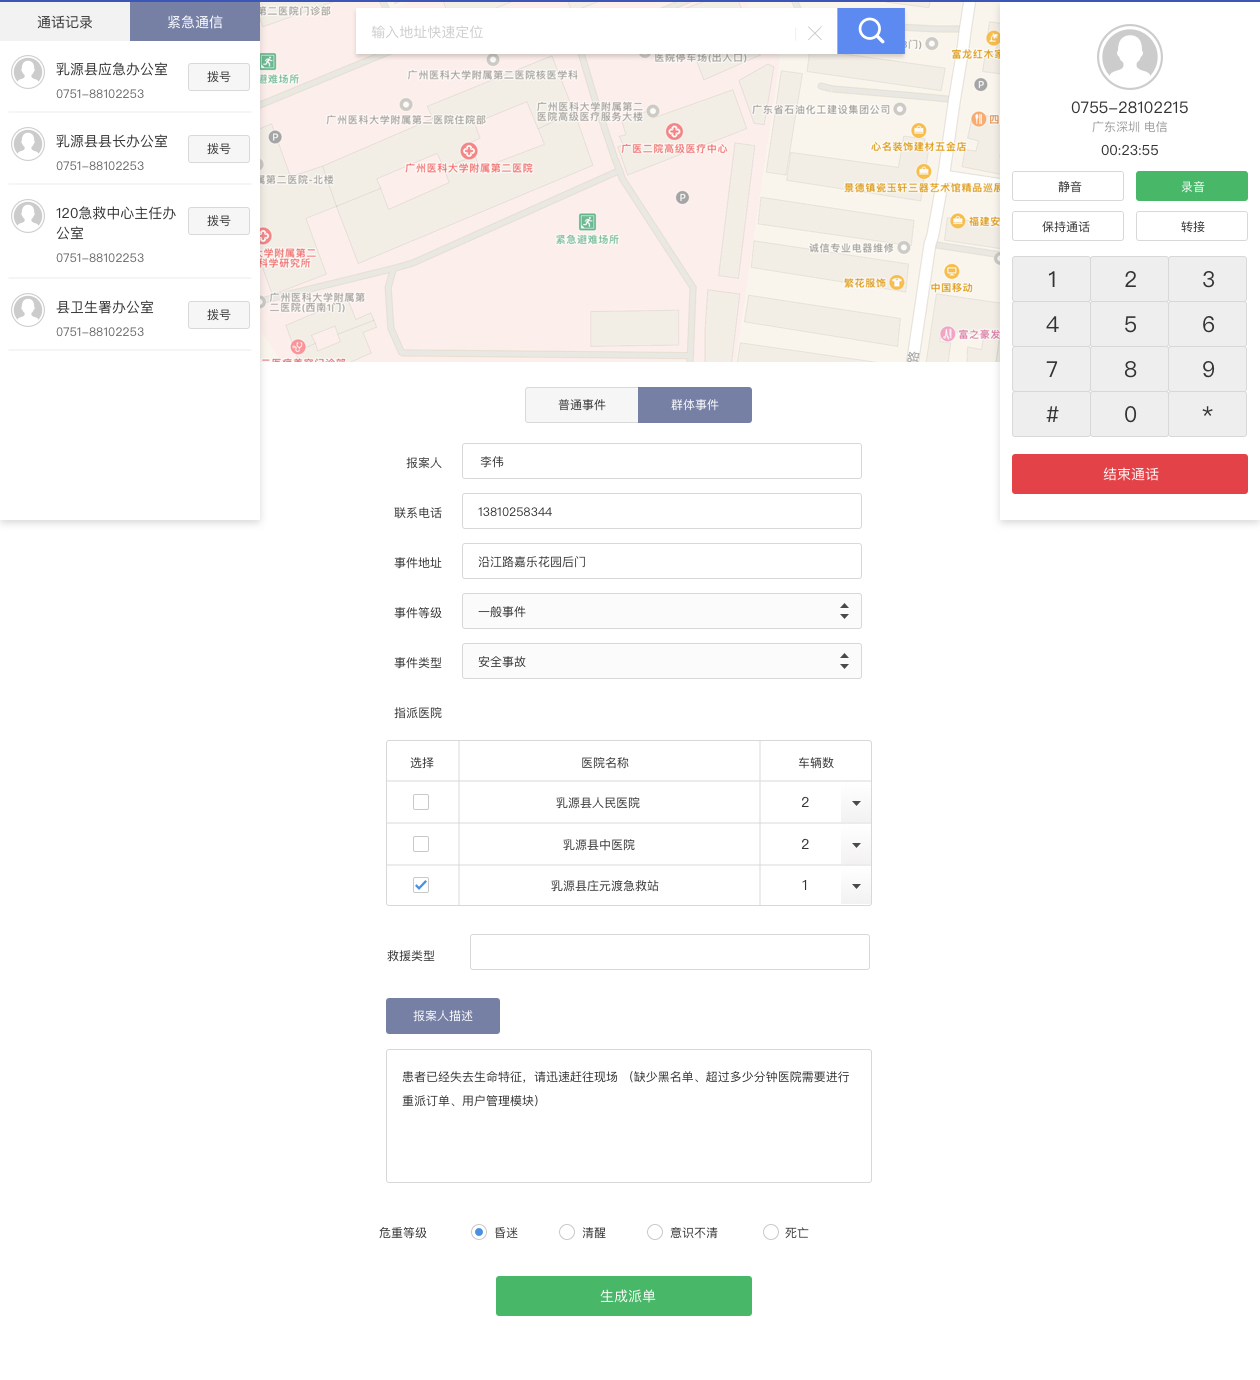 通话记录
紧急通信
乳源县应急办公室
0751-88102253
拨号
乳源县县长办公室
0751-88102253
拨号
120急救中心主任办
公室
0751-88102253
拨号
县卫生署办公室
0751-88102253
拨号
输入地址快速定位
第二医院门诊部
避难场所
广州医科大学附属第二医院核医学科
医院停车场(出入口)
广州医科大学附属第二医院住院部
广州医科大学附属第二
医院高级医疗服务大楼
广东省石油化工建设集团公司
富龙红木家
P
四
P
心名装饰建材五金店
广医二院高级医疗中心
广州医科大学附属第二医院
属第二医院-北楼
景德镇瓷玉轩三器艺术馆精品巡展
P
福建安
紧急避难场所
诚信专业电器维修
学附属第二
科学研究所
繁花服饰
中国移动
广州医科大学附属第
二医院(西南1门)
富之豪发
路
0755-28102215
广东深圳 电信
00:23:55
静音
录音
保持通话
转接
1
2
3
4
5
6
7
8
9
#
0
*
结束通话
普通事件
群体事件
报案人
李伟
联系电话
13810258344
事件地址
沿江路嘉乐花园后门
事件等级
一般事件
事件类型
安全事故
指派医院
选择
医院名称
车辆数
乳源县人民医院
2
乳源县中医院
2
乳源县庄元渡急救站
1
救援类型
报案人描述
患者已经失去生命特征，请迅速赶往现场 （缺少黑名单、超过多少分钟医院需要进行
重派订单、用户管理模块）
危重等级
昏迷
清醒
意识不清
死亡
生成派单